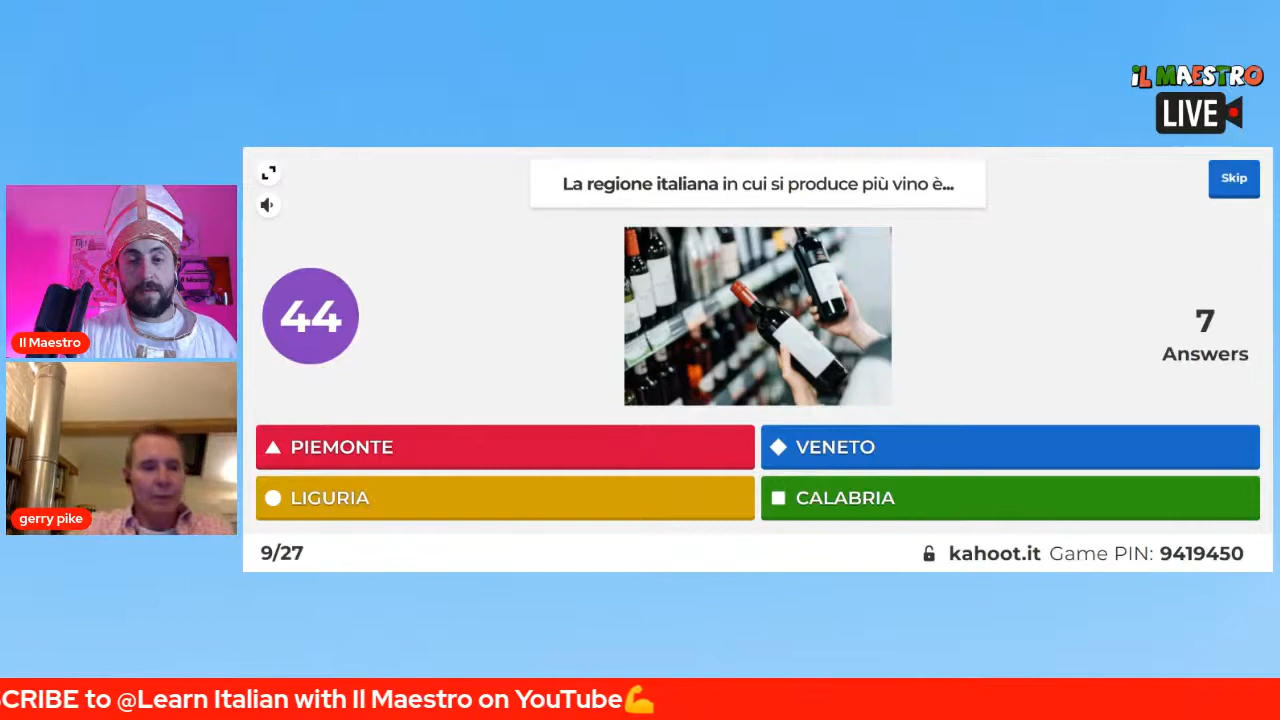 iL MAESTRO
LIVE
La regione italiana in cui si produce più vino è...
Skip
44
7
Answers
Il Maestro
gerry pike
PIEMONTE
VENETO
LIGURIA
CALABRIA
9/27
kahoot.it Game PIN: 9419450
SCRIBE to @Learn Italian with Il Maestro on YouTube💪